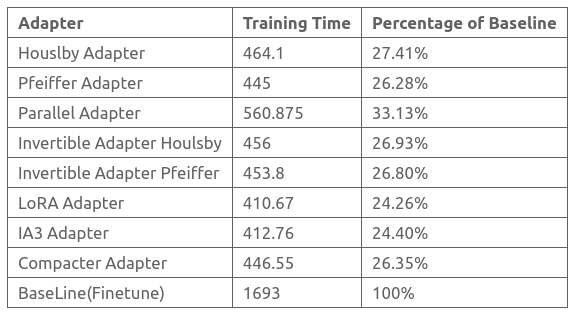 Adapter Training Time Percentage of Baseline
Houslby Adapter 464.1 27.41%
Pfeiffer Adapter 445 26.28%
Parallel Adapter 560.875 33.13%
Invertible Adapter Houlsby 456 26.93%
Invertible Adapter Pfeiffer 453.8 26.80%
LoRA Adapter 410.67 24.26%
IA3 Adapter 412.76 24.40%
Compacter Adapter 446.55 26.35%
BaseLine(Finetune) 1693 100%